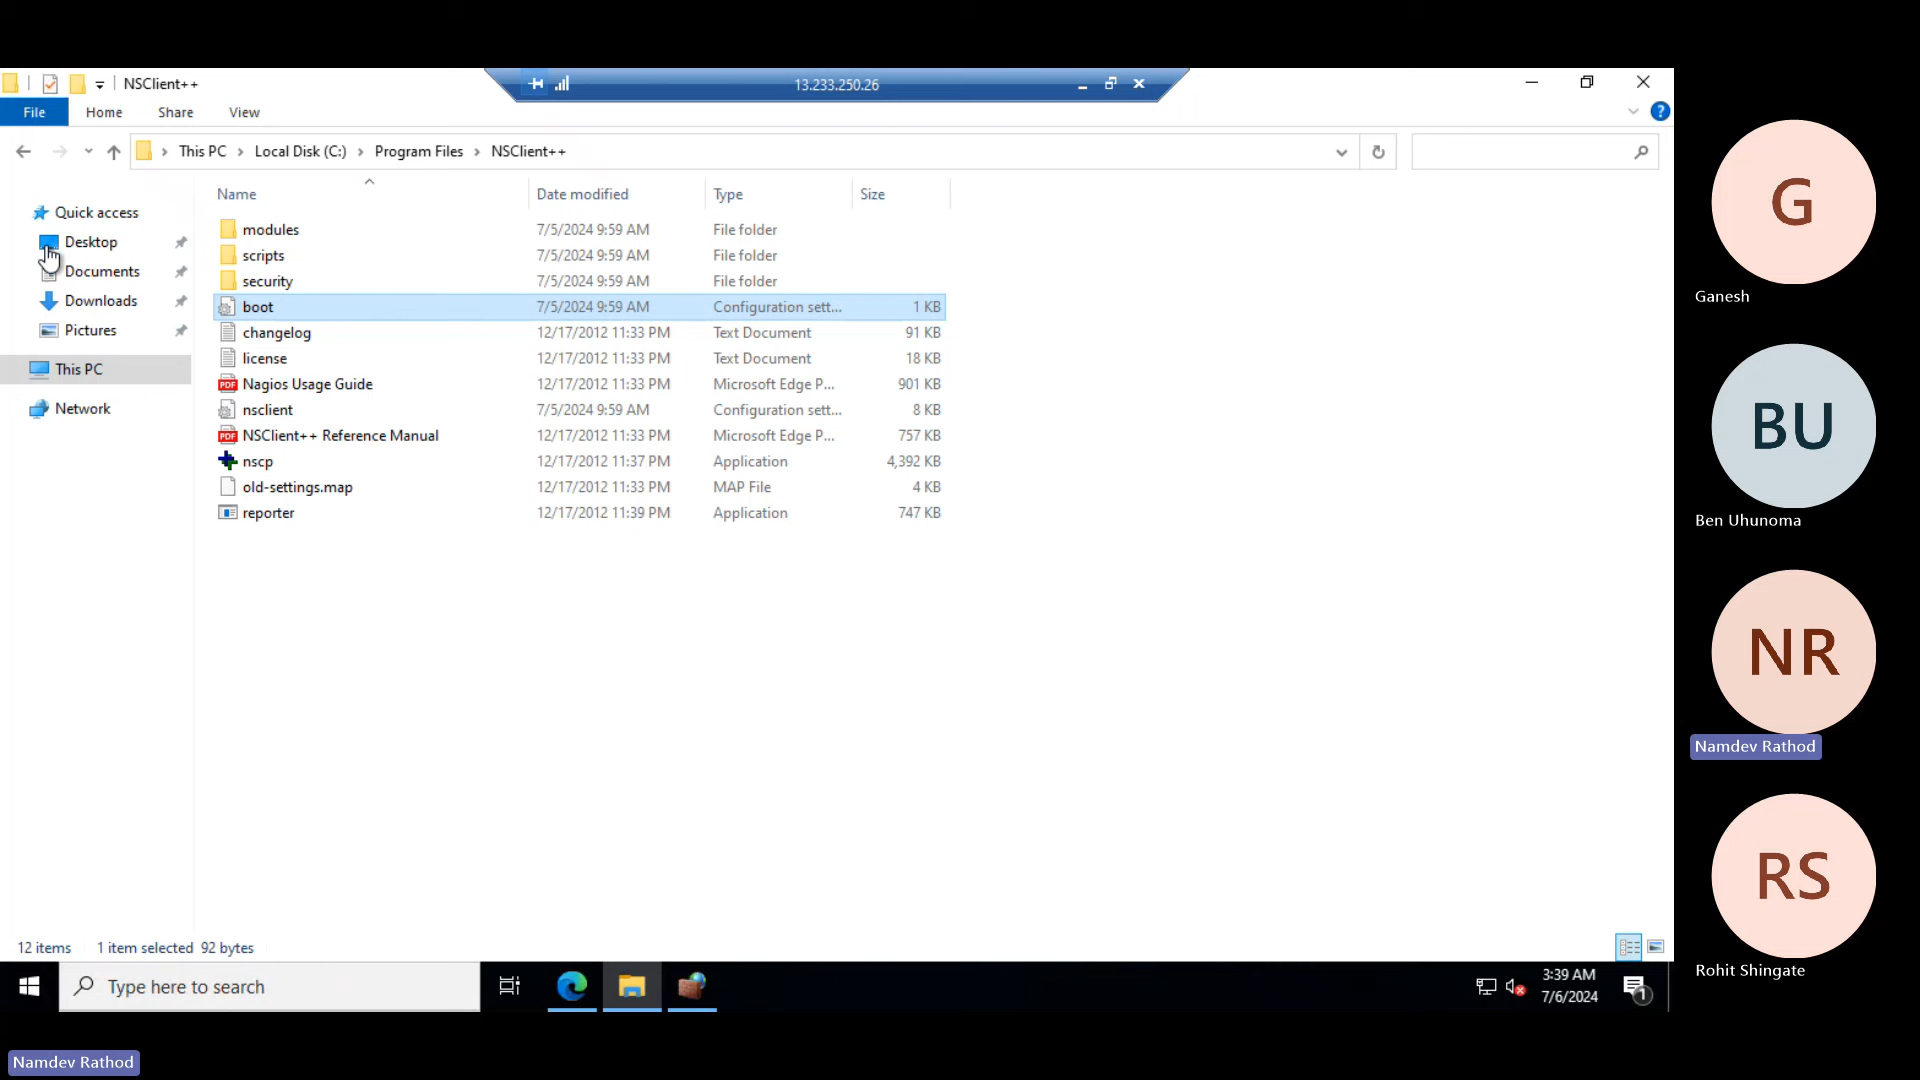 NSClient++
13.233.250.26
File Home Share View
This PC Local Disk (C:) Program Files NSClient++
Name Date modified Type Size
Quick access
Desktop
Documents
Downloads
Pictures
This PC
Network
modules 7/5/2024 9:59 AM File folder
scripts 7/5/2024 9:59 AM File folder
security 7/5/2024 9:59 AM File folder
boot 7/5/2024 9:59 AM Configuration sett... 1 KB
changelog 12/17/2012 11:33 PM Text Document 91 KB
license 12/17/2012 11:33 PM Text Document 18 KB
PDF Nagios Usage Guide 12/17/2012 11:33 PM Microsoft Edge P... 901 KB
nsclient 7/5/2024 9:59 AM Configuration sett... 8 KB
PDF NSClient++ Reference Manual 12/17/2012 11:33 PM Microsoft Edge P... 757 KB
nscp 12/17/2012 11:37 PM Application 4,392 KB
old-settings.map 12/17/2012 11:33 PM MAP File 4 KB
reporter 12/17/2012 11:39 PM Application 747 KB
12 items 1 item selected 92 bytes
Type here to search
3:39 AM
7/6/2024
1
G
Ganesh
BU
Ben Uhunoma
NR
Namdev Rathod
RS
Rohit Shingate
Namdev Rathod